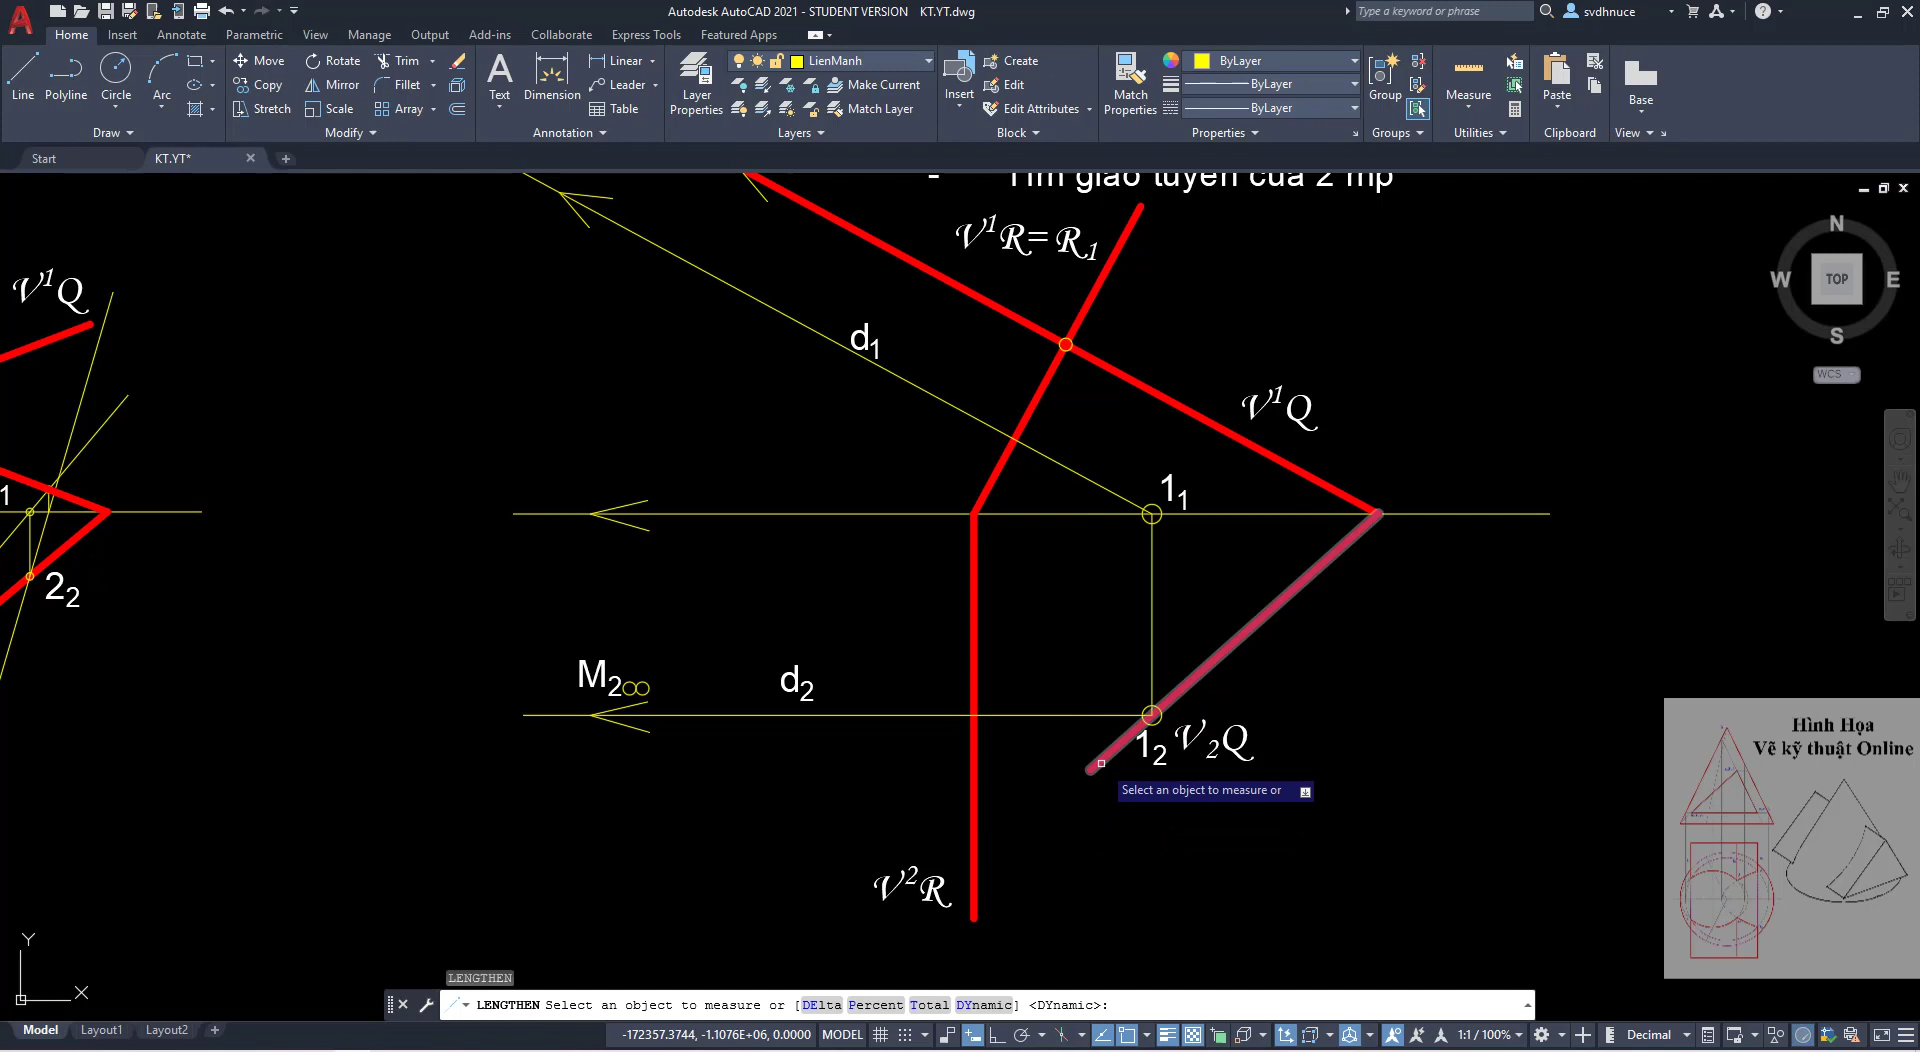 Autodesk AutoCAD 2021 - STUDENT VERSION KT.YT.dwg
Type a keyword or phrase
svdhnuce
Home Insert Annotate Parametric View Manage Output Add-ins Collaborate Express Tools Featured Apps
Line Polyline Circle Arc
Move Rotate Trim
Copy Mirror Fillet
Stretch Scale Array
Text Dimension
Linear
Leader
Table
Layer Properties
LienManh
Make Current
Match Layer
Insert
Create
Edit
Edit Attributes
Match Properties
ByLayer
ByLayer
ByLayer
Group Measure Paste Base
Draw Modify Annotation Layers Block Properties Groups Utilities Clipboard View
Start KT.YT*
- Tìm giao tuyến của 2 mp
V¹R= R₁
V¹Q
d₁
V¹Q
1₁
1
2₂
M₂∞
d₂
1₂ V₂Q
V²R
N
W TOP E
S
WCS
Select an object to measure or
Hình Họa
Vẽ kỹ thuật Online
Y
X
LENGTHEN
LENGTHEN Select an object to measure or [DElta Percent Total DYnamic] <DYnamic>:
Model Layout1 Layout2
-172357.3744, -1.1076E+06, 0.0000 MODEL 1:1 / 100% Decimal